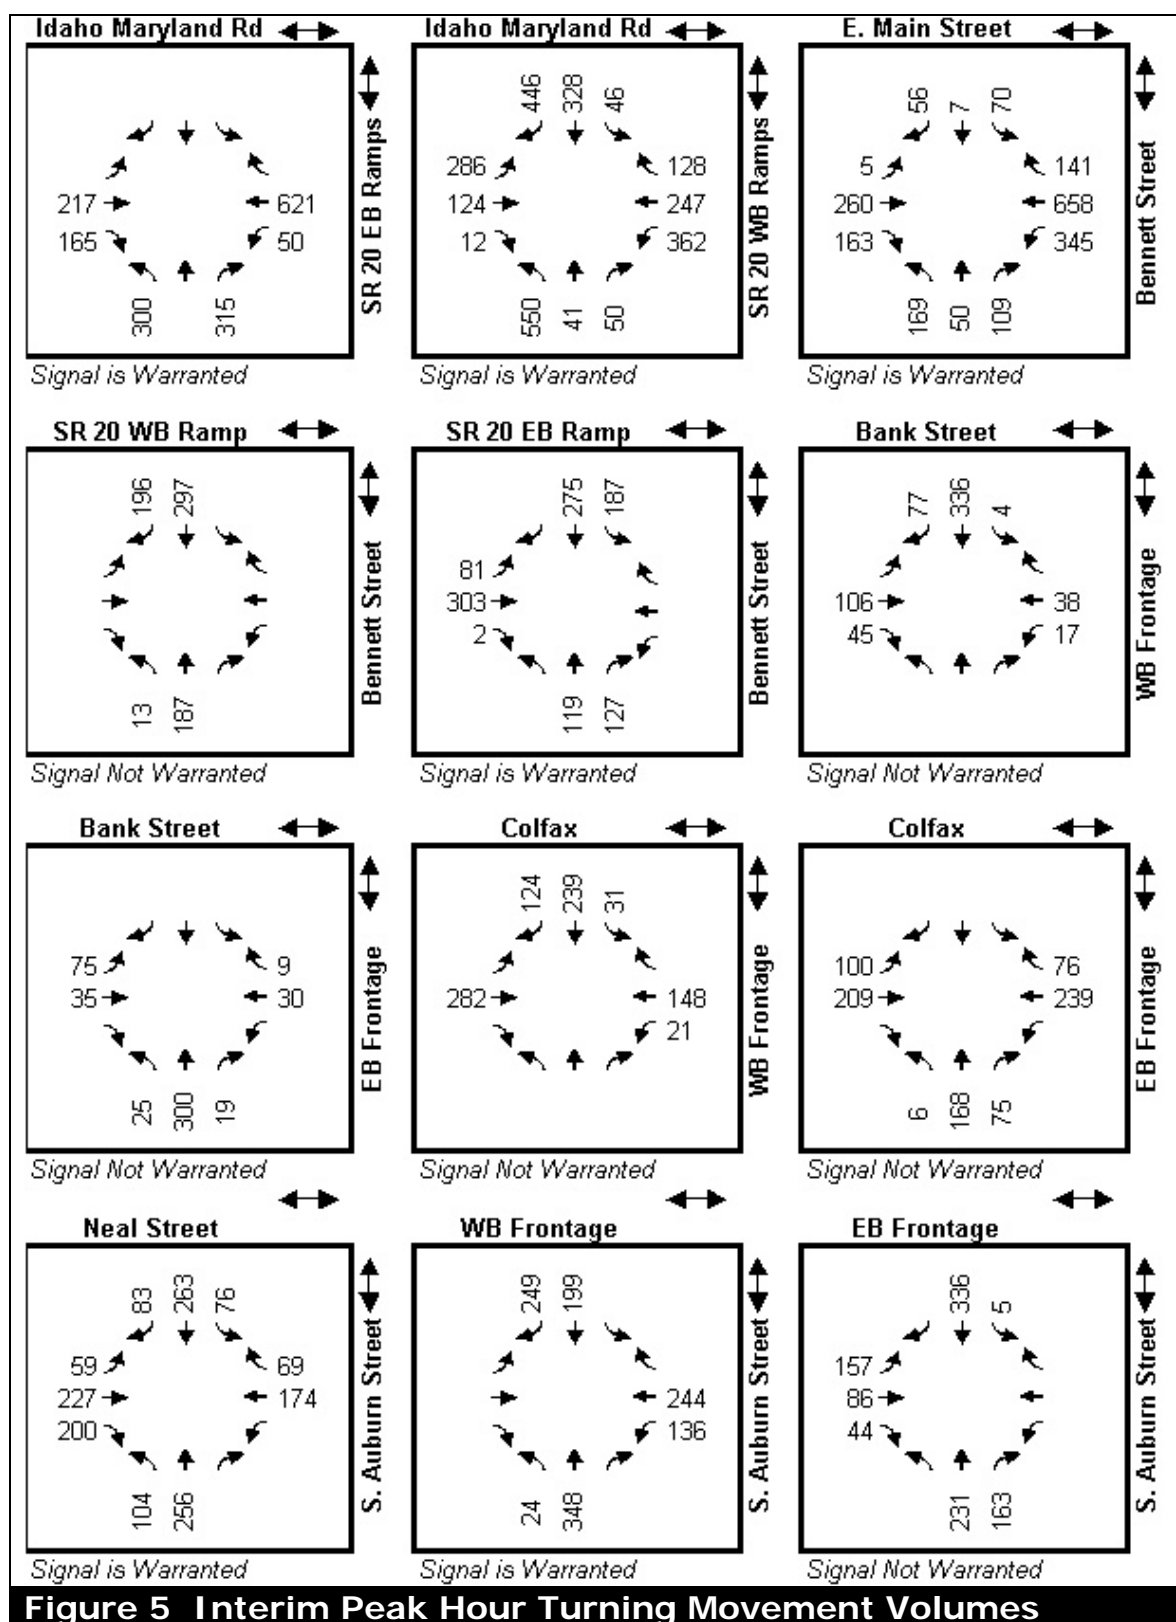 Idaho Maryland Rd
SR 20 EB Ramps
217
165
621
50
300
315
Signal is Warranted
Idaho Maryland Rd
SR 20 WB Ramps
446
328
46
286
124
12
128
247
362
550
41
50
Signal is Warranted
E. Main Street
Bennett Street
56
7
70
5
260
163
141
658
345
169
50
109
Signal is Warranted
SR 20 WB Ramp
Bennett Street
196
297
13
187
Signal Not Warranted
SR 20 EB Ramp
Bennett Street
275
187
81
303
2
119
127
Signal is Warranted
Bank Street
WB Frontage
77
336
4
106
45
38
17
Signal Not Warranted
Bank Street
EB Frontage
75
35
9
30
25
300
19
Signal Not Warranted
Colfax
WB Frontage
124
239
31
282
148
21
Signal Not Warranted
Colfax
EB Frontage
100
209
76
239
6
168
75
Signal Not Warranted
Neal Street
S. Auburn Street
83
263
76
59
227
200
69
174
104
256
Signal is Warranted
WB Frontage
S. Auburn Street
249
199
244
136
24
348
Signal is Warranted
EB Frontage
S. Auburn Street
336
5
157
86
44
231
163
Signal Not Warranted
Figure 5 Interim Peak Hour Turning Movement Volumes